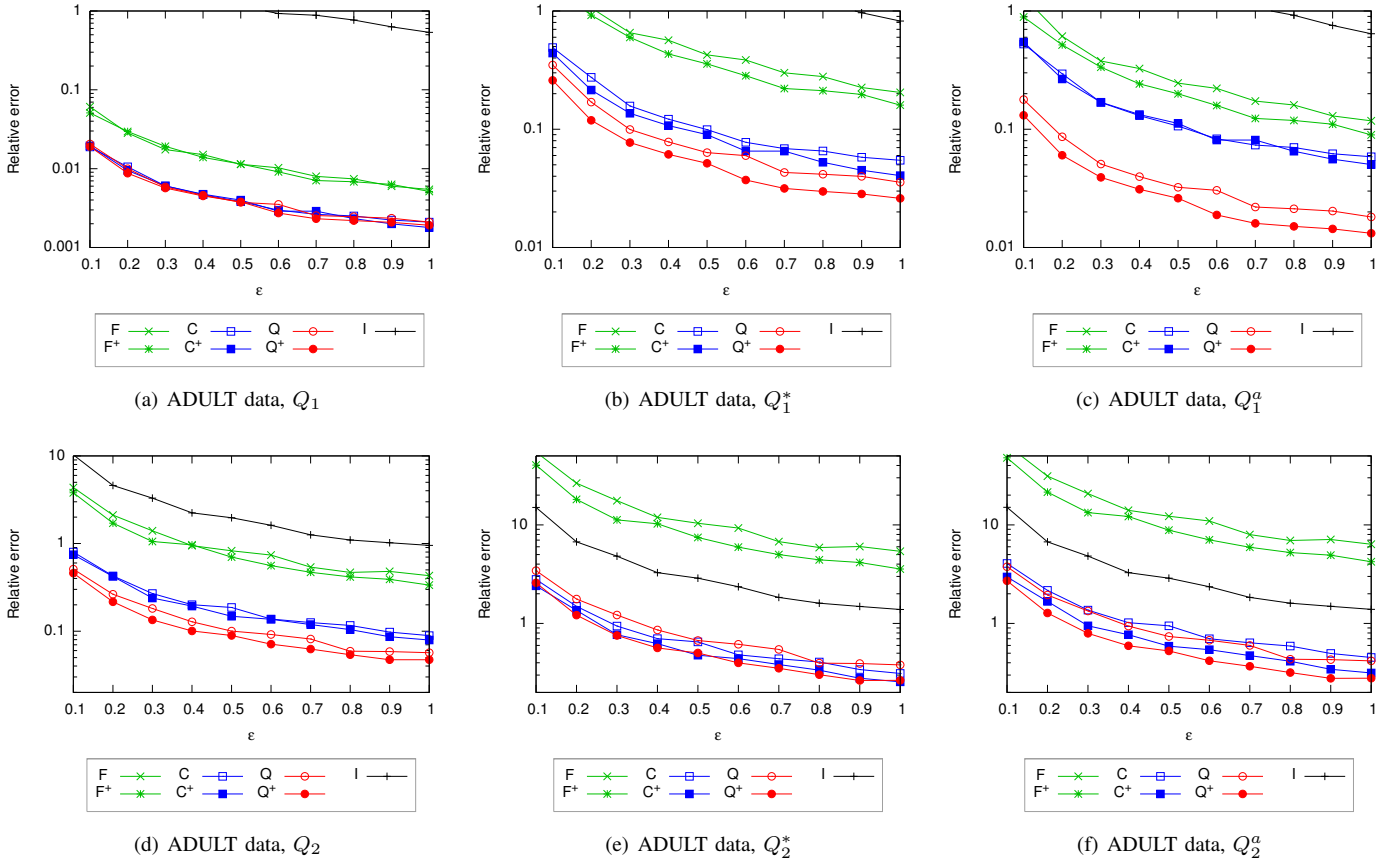 1
0.1
0.01
0.001
Relative error
0.1 0.2 0.3 0.4 0.5 0.6 0.7 0.8 0.9 1
ε
F C Q I
F+ C+ Q+
(a) ADULT data, Q1
1
0.1
0.01
Relative error
0.1 0.2 0.3 0.4 0.5 0.6 0.7 0.8 0.9 1
ε
F C Q I
F+ C+ Q+
(b) ADULT data, Q1*
1
0.1
0.01
Relative error
0.1 0.2 0.3 0.4 0.5 0.6 0.7 0.8 0.9 1
ε
F C Q I
F+ C+ Q+
(c) ADULT data, Q1a
10
1
0.1
Relative error
0.1 0.2 0.3 0.4 0.5 0.6 0.7 0.8 0.9 1
ε
F C Q I
F+ C+ Q+
(d) ADULT data, Q2
10
1
Relative error
0.1 0.2 0.3 0.4 0.5 0.6 0.7 0.8 0.9 1
ε
F C Q I
F+ C+ Q+
(e) ADULT data, Q2*
10
1
Relative error
0.1 0.2 0.3 0.4 0.5 0.6 0.7 0.8 0.9 1
ε
F C Q I
F+ C+ Q+
(f) ADULT data, Q2a